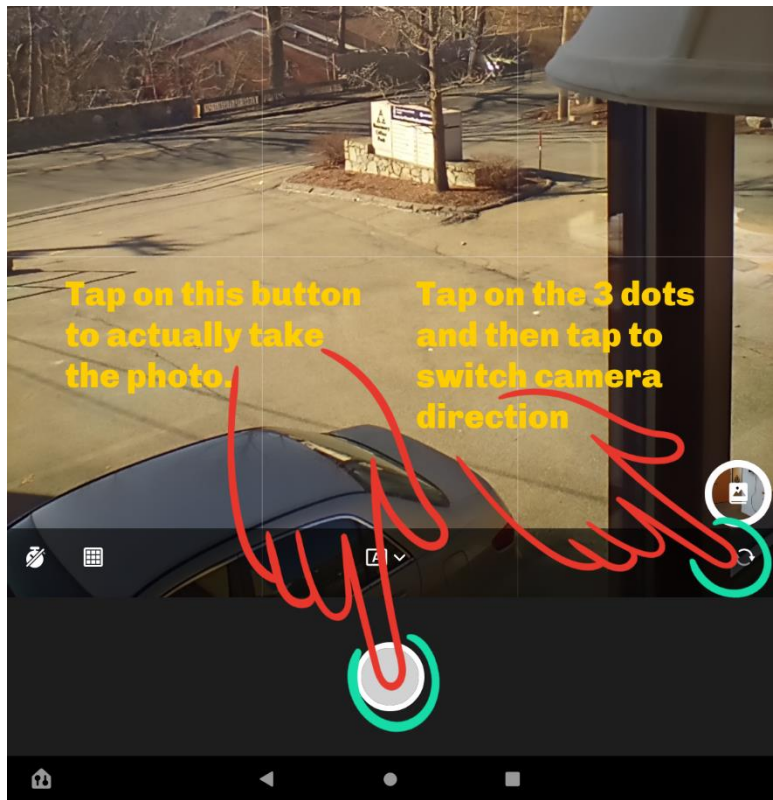 Tap on this button
to actually take
the photo.
Tap on the 3 dots
and then tap to
switch camera
direction